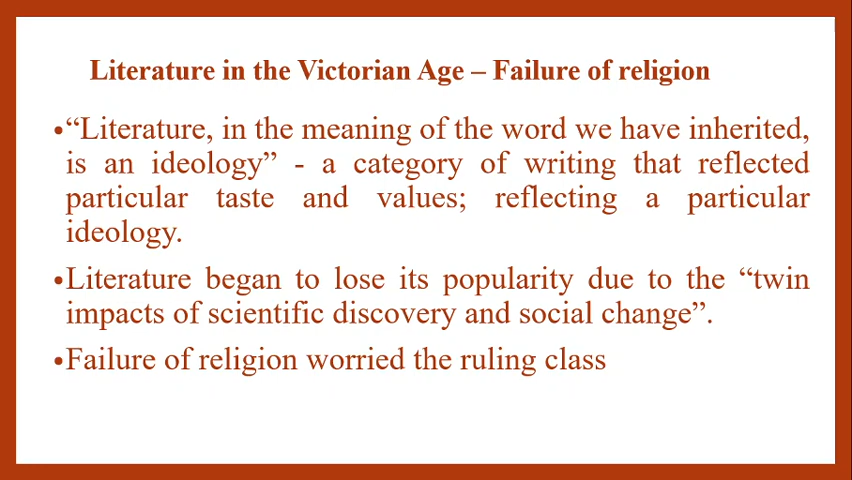 Literature in the Victorian Age – Failure of religion
•“Literature, in the meaning of the word we have inherited,
is an ideology” - a category of writing that reflected
particular taste and values; reflecting a particular
ideology.
•Literature began to lose its popularity due to the “twin
impacts of scientific discovery and social change”.
•Failure of religion worried the ruling class